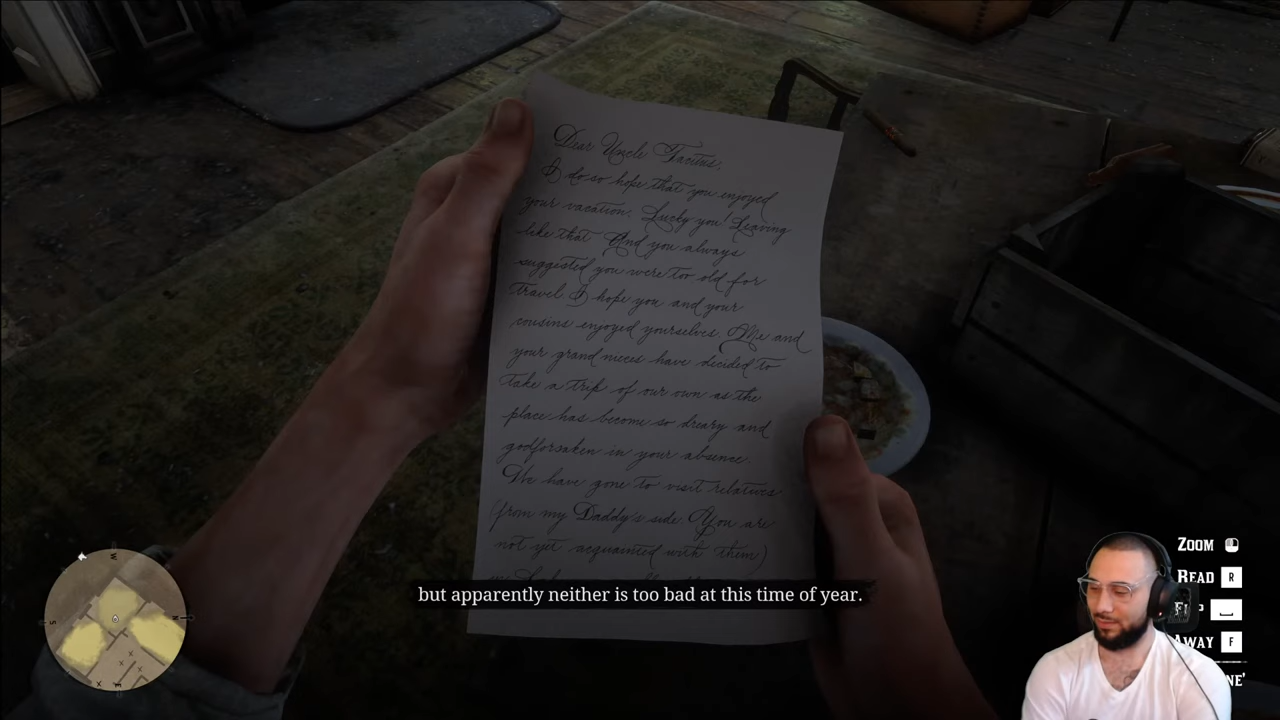 Dear Uncle Tacitus,
I do so hope that you enjoyed
your vacation. Lucky you! Leaving
like that. And you always
suggested you were too old for
travel. I hope you and your
cousins enjoyed yourselves. Me and
your grand nieces have decided to
take a trip of our own as the
place has become so dreary and
godforsaken in your absence.
We have gone to visit relatives
(from my Daddy's side. You are
not yet acquainted with them)
but apparently neither is too bad at this time of year.
ZOOM
READ R
AWAY F
W
N
S
E